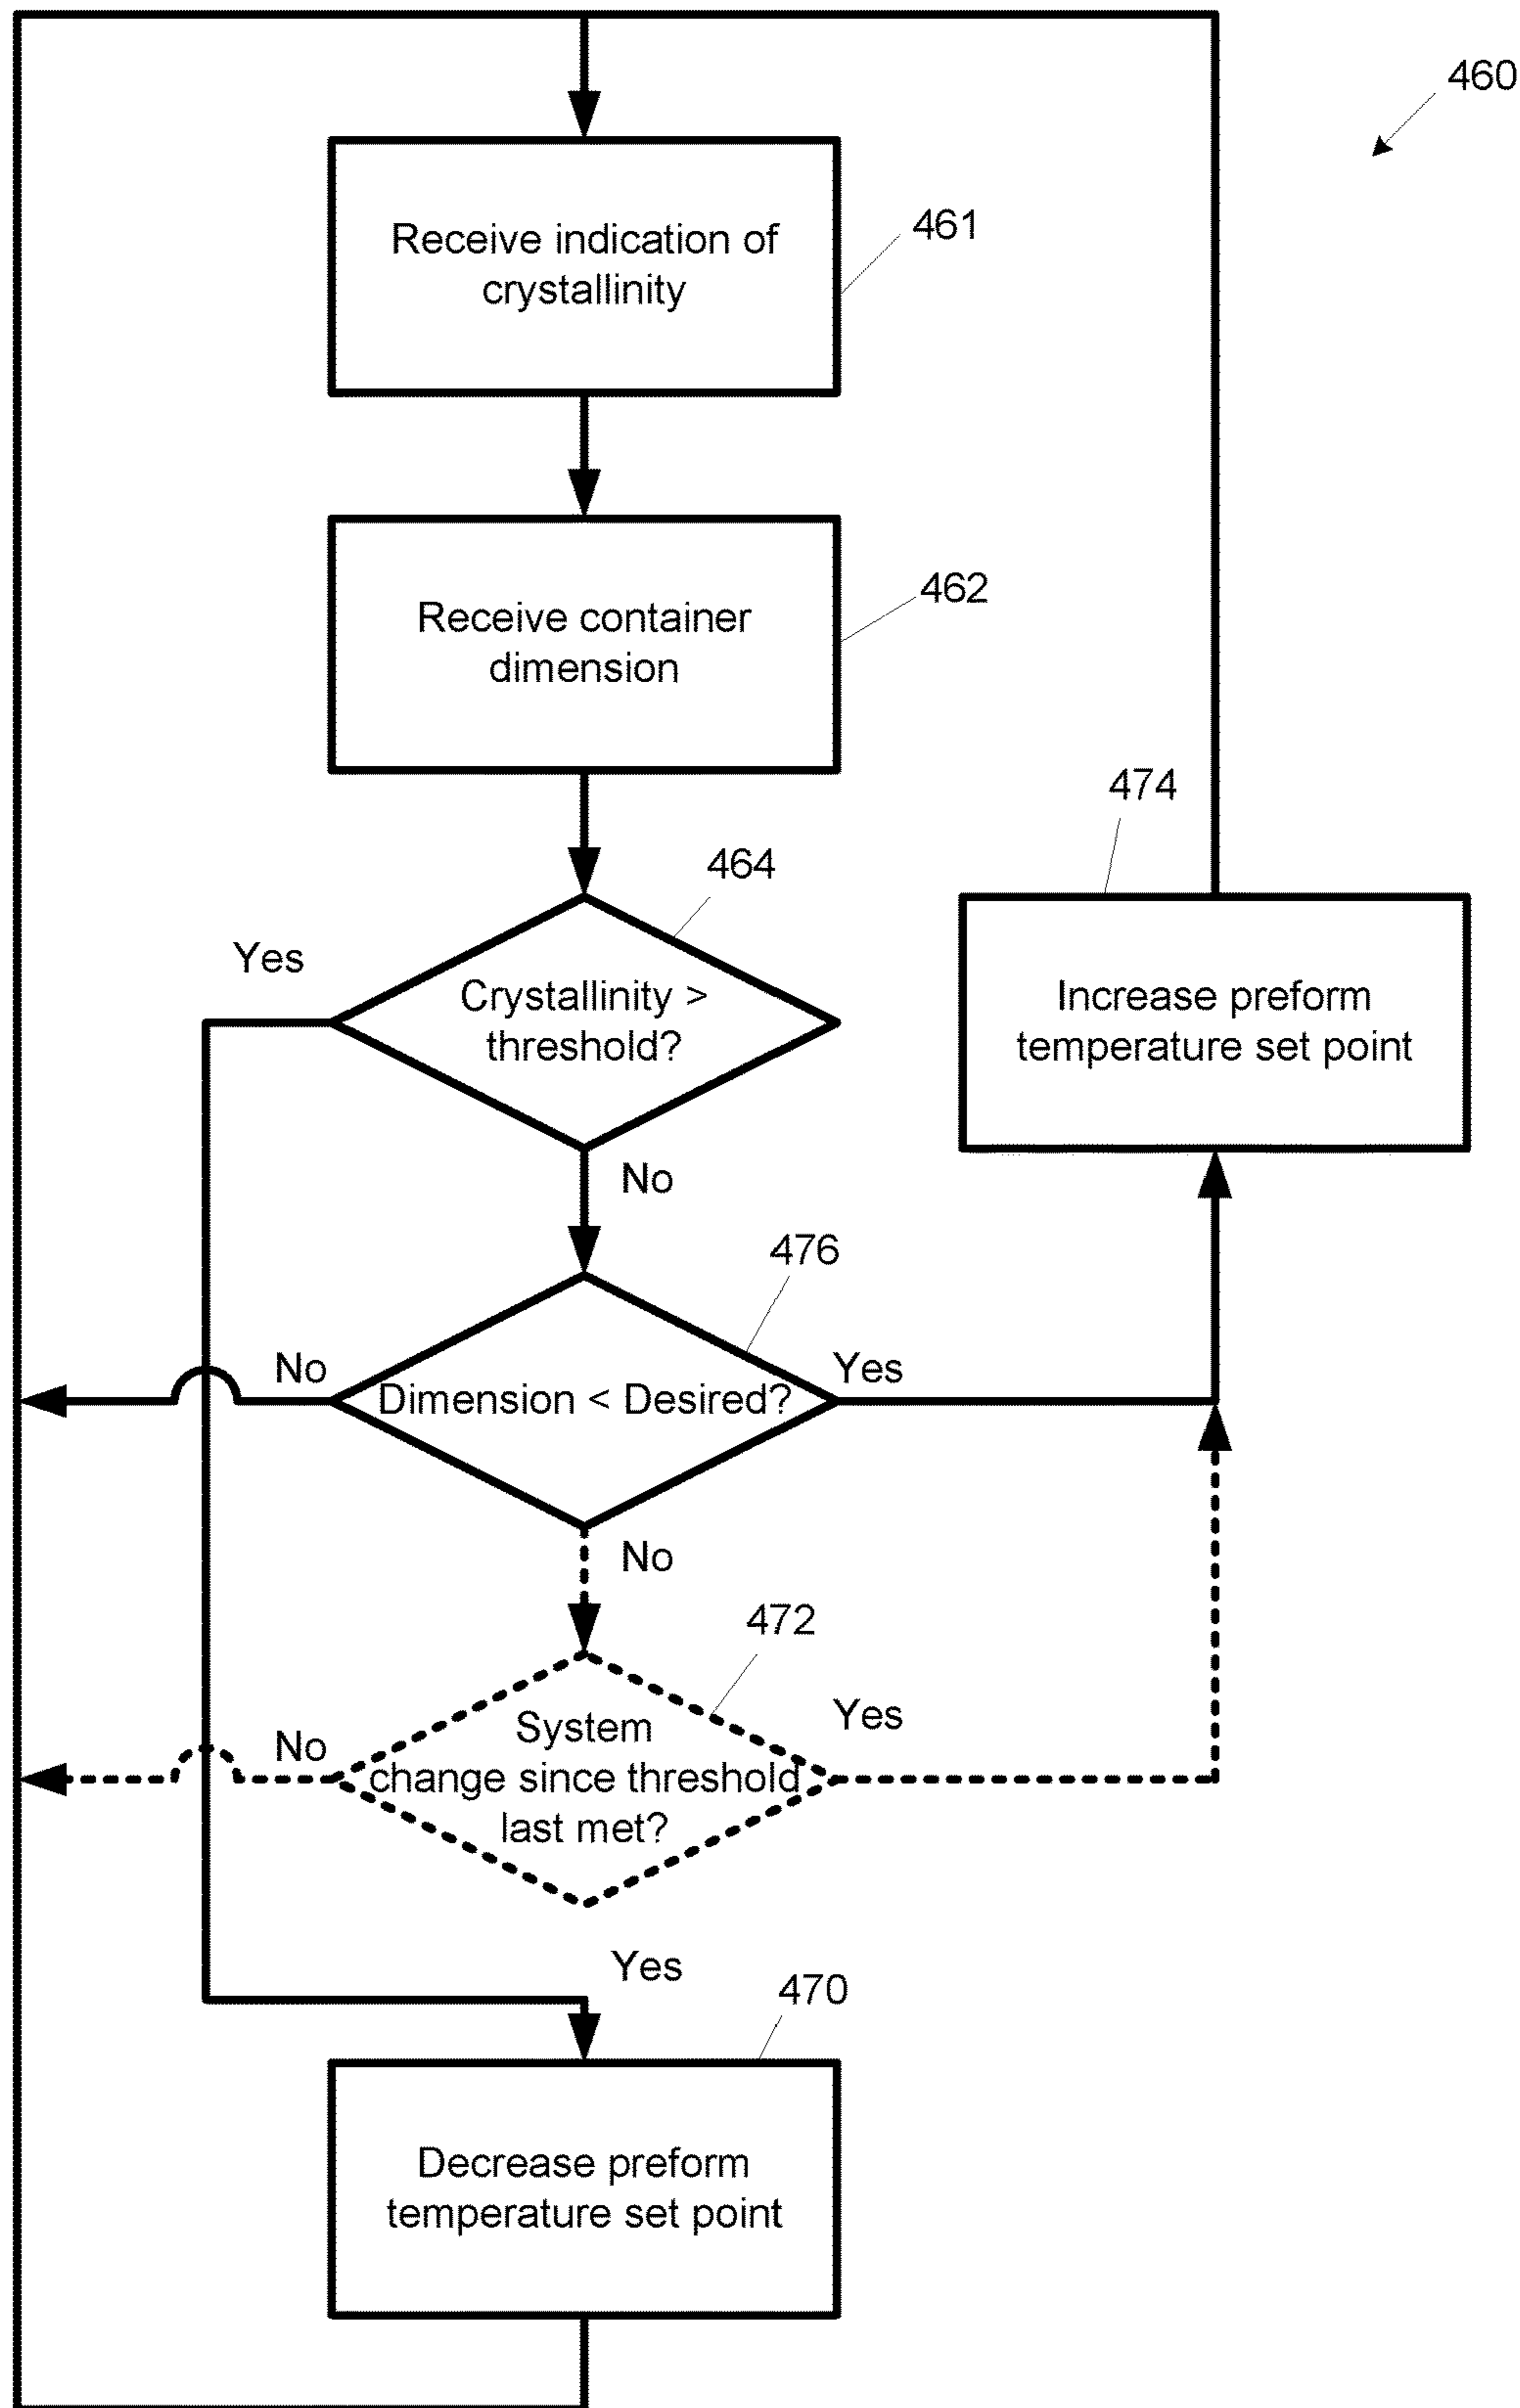 460
Receive indication of
crystallinity
461
Receive container
dimension
462
464
Yes
Crystallinity >
threshold?
No
474
Increase preform
temperature set point
476
No
Dimension < Desired?
Yes
No
472
No
System
change since threshold
last met?
Yes
Yes
470
Decrease preform
temperature set point